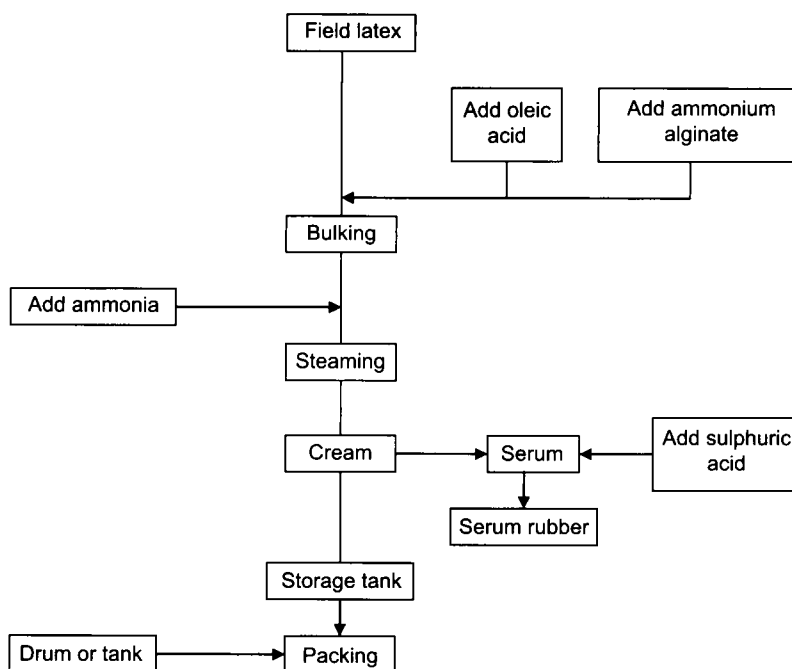 Field latex
Add oleic
acid
Add ammonium
alginate
Bulking
Add ammonia
Steaming
Cream
Serum
Add sulphuric
acid
Serum rubber
Storage tank
Drum or tank
Packing